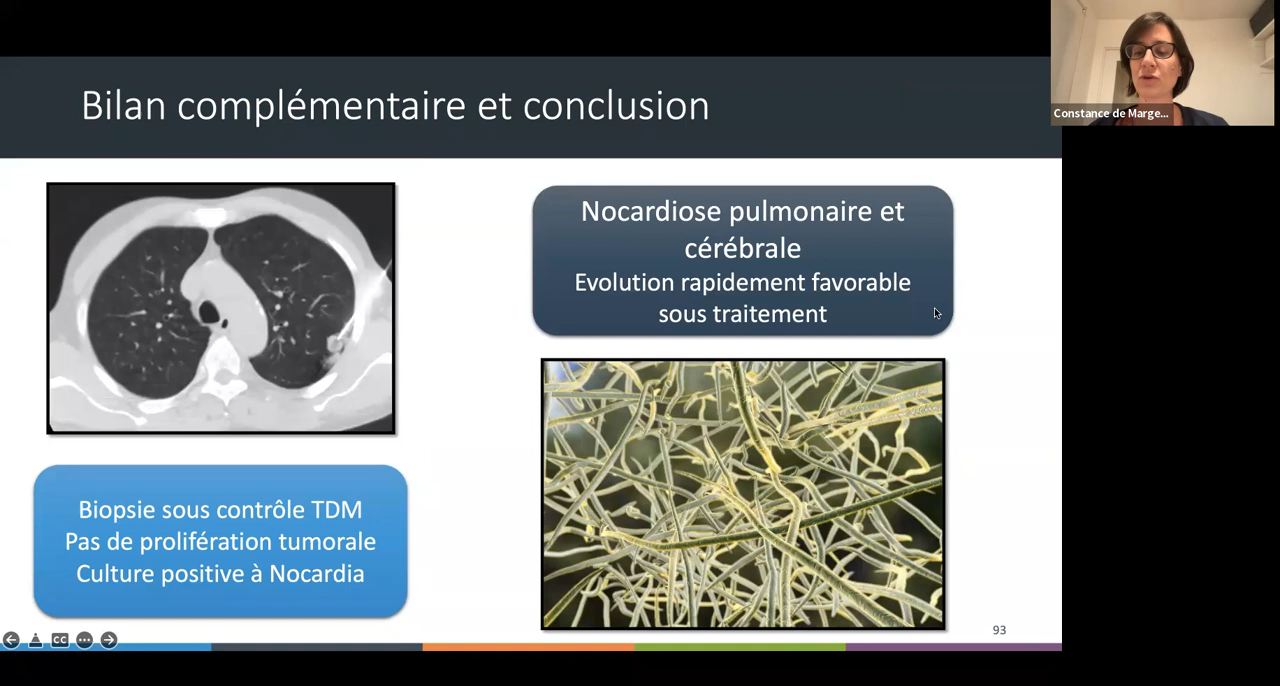 Bilan complémentaire et conclusion
Constance de Marge...
Nocardiose pulmonaire et
cérébrale
Evolution rapidement favorable
sous traitement
Biopsie sous contrôle TDM
Pas de prolifération tumorale
Culture positive à Nocardia
93
CC